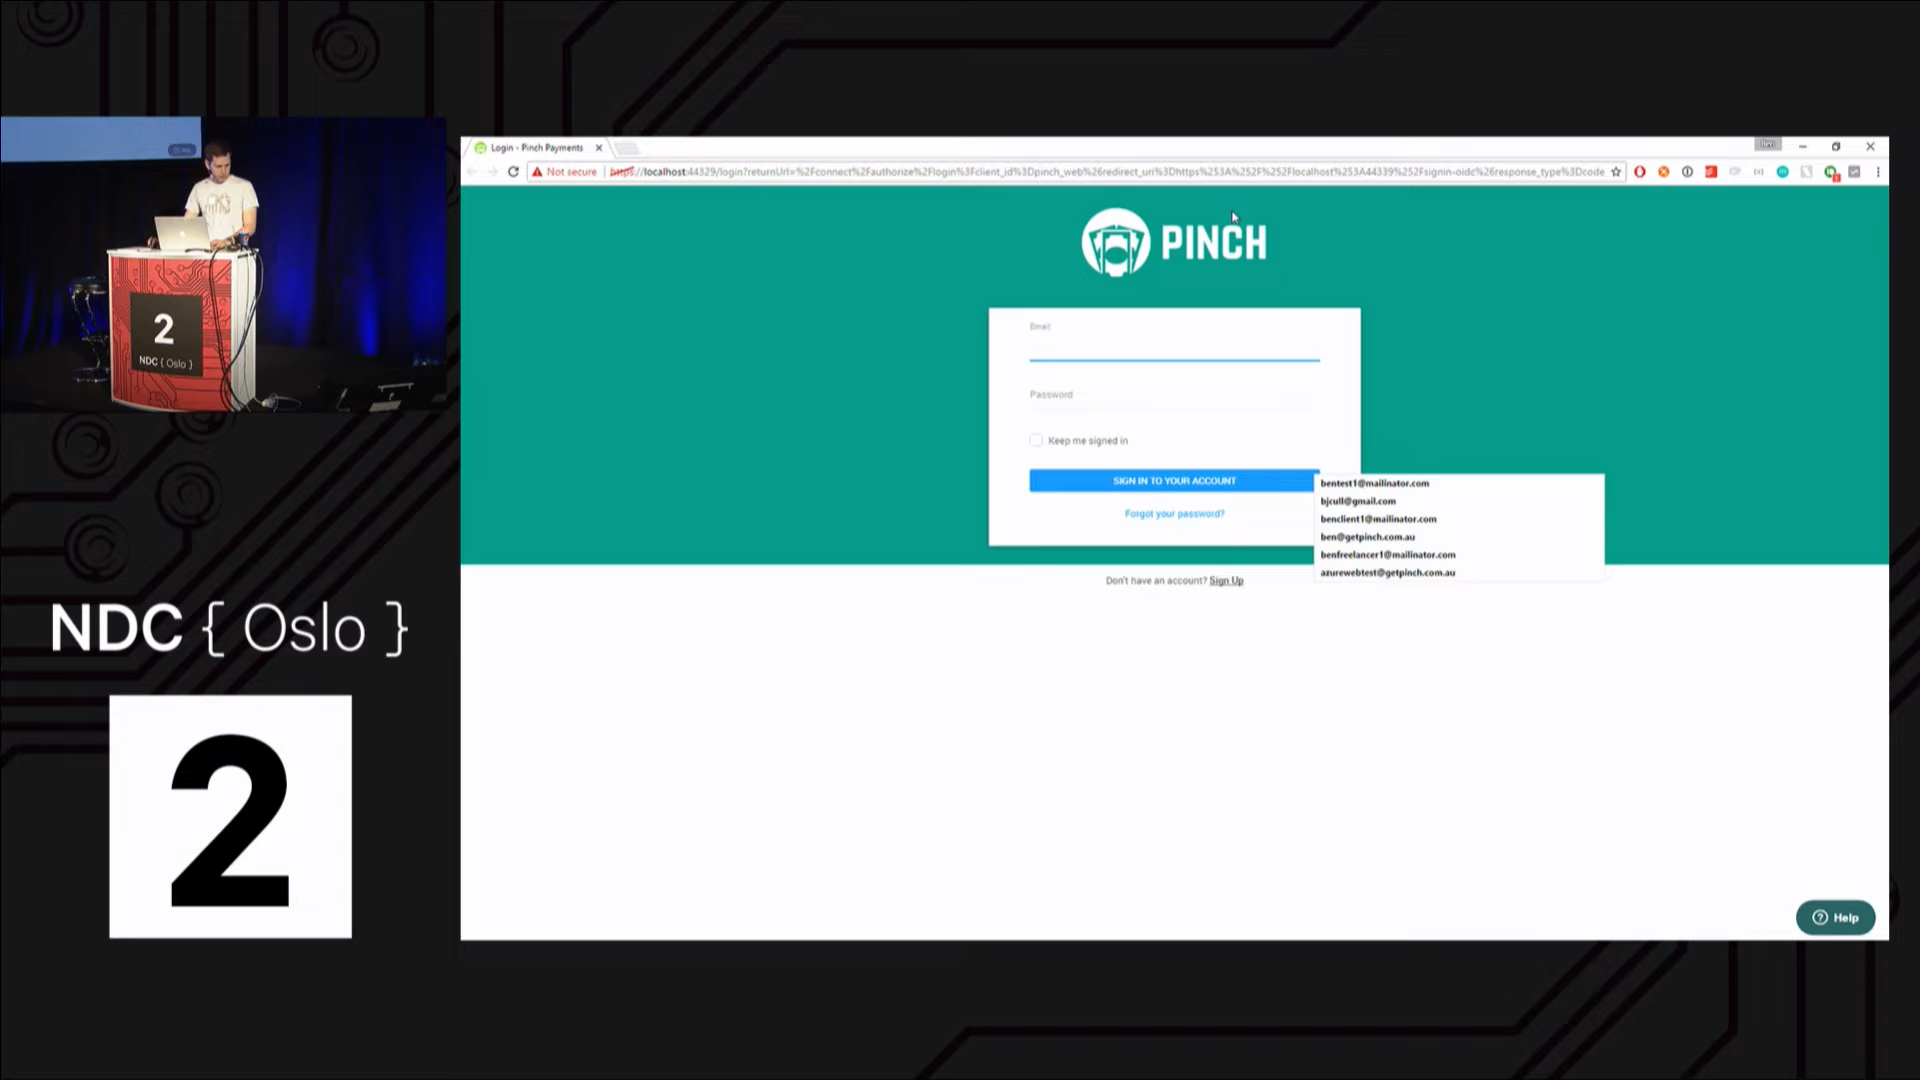 Login - Pinch Payments
Not secure
https://localhost:44329/login?returnUrl=%2Fconnect%2Fauthorize%2Flogin%3Fclient_id%3Dpinch_web%26redirect_uri%3Dhttps%253A%252F%252Flocalhost%253A44339%252Fsignin-oidc%26response_type%3Dcode
PINCH
Email
Password
Keep me signed in
SIGN IN TO YOUR ACCOUNT
Forgot your password?
bentest1@mailinator.com
bjcull@gmail.com
benclient1@mailinator.com
ben@getpinch.com.au
benfreelancer1@mailinator.com
azurewebtest@getpinch.com.au
Don't have an account? Sign Up
Help
2
NDC { Oslo }
NDC { Oslo }
2